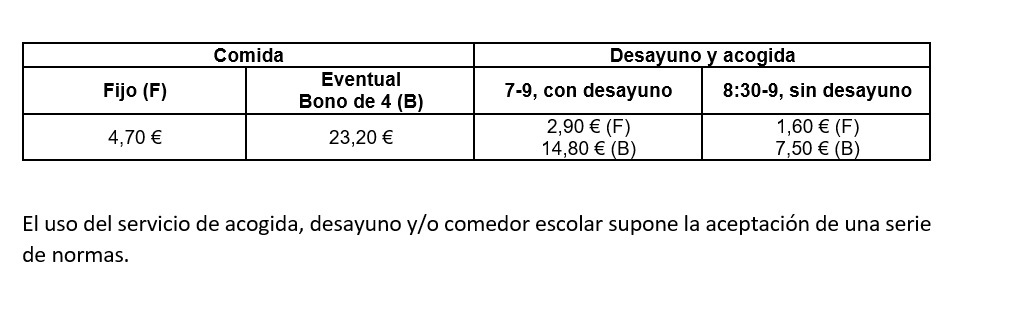 Comida
Desayuno y acogida
Fijo (F)
Eventual
Bono de 4 (B)
7-9, con desayuno
8:30-9, sin desayuno
4,70 €
23,20 €
2,90 € (F)
14,80 € (B)
1,60 € (F)
7,50 € (B)
El uso del servicio de acogida, desayuno y/o comedor escolar supone la aceptación de una serie
de normas.